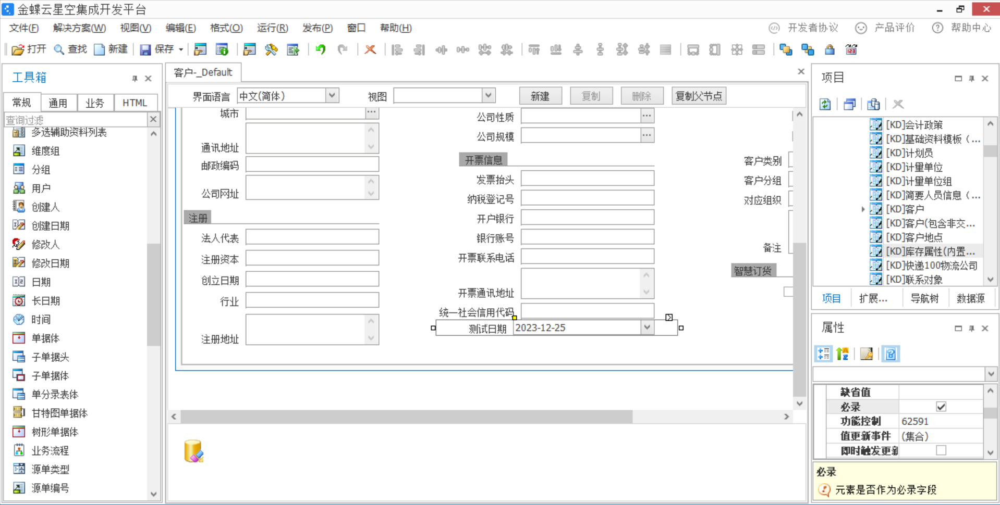 金蝶云星空集成开发平台
文件(F) 解决方案(W) 视图(V) 编辑(E) 格式(O) 运行(R) 发布(P) 窗口 帮助(H) 开发者协议 产品评价 帮助中心
打开 查找 新建 保存
工具箱
常规 通用 业务 HTML
查询过滤
多选辅助资料列表
维度组
分组
用户
创建人
创建日期
修改人
修改日期
日期
长日期
时间
单据体
子单据头
子单据体
单分录表体
甘特图单据体
树形单据体
业务流程
源单类型
源单编号
客户-_Default
界面语言 中文(简体) 视图 新建 复制 删除 复制父节点
城市
通讯地址
邮政编码
公司网址
注册
法人代表
注册资本
创立日期
行业
注册地址
公司性质
公司规模
开票信息
发票抬头
纳税登记号
开户银行
银行账号
开票联系电话
开票通讯地址
统一社会信用代码
测试日期 2023-12-25
客户类别
客户分组
对应组织
备注
智慧订货
项目
[KD]会计政策
[KD]基础资料模板（...
[KD]计划员
[KD]计量单位
[KD]计量单位组
[KD]简要人员信息（...
[KD]客户
[KD]客户(包含非交...
[KD]客户地点
[KD]库存属性(内置...
[KD]快递100物流公司
[KD]联系对象
项目 扩展... 导航树 数据源
属性
缺省值
必录
功能控制 62591
值更新事件 (集合)
即时触发更新
必录
元素是否作为必录字段